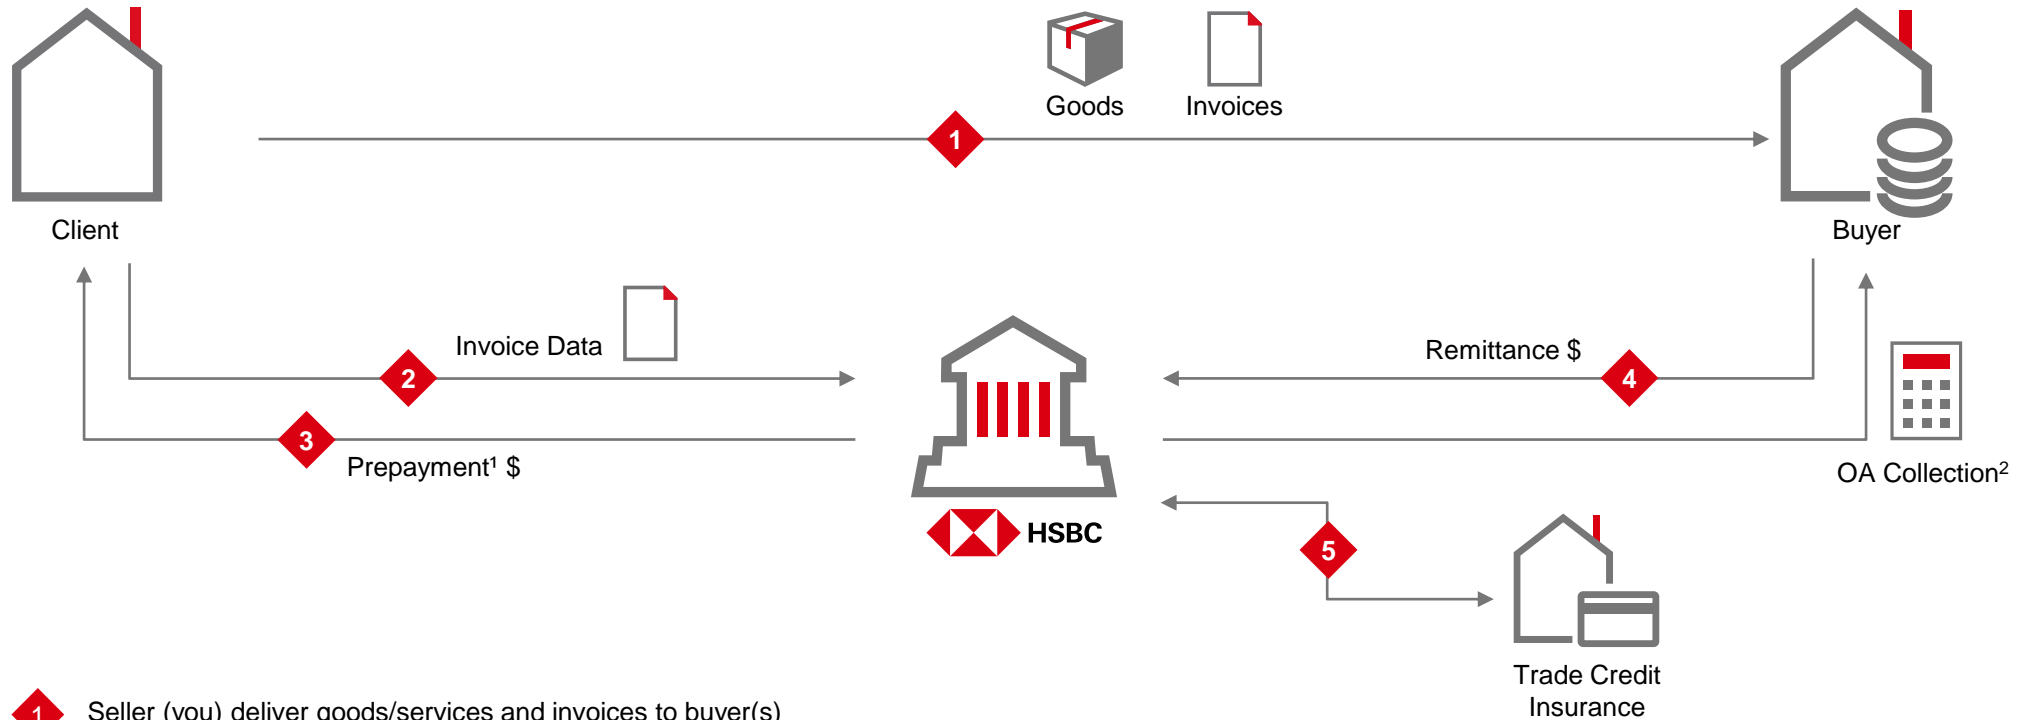 Goods
Invoices
1
Client
Buyer
Invoice Data
2
Remittance $
4
3
Prepayment¹ $
OA Collection²
HSBC
5
Trade Credit
Insurance
1
Seller (you) deliver goods/services and invoices to buyer(s)